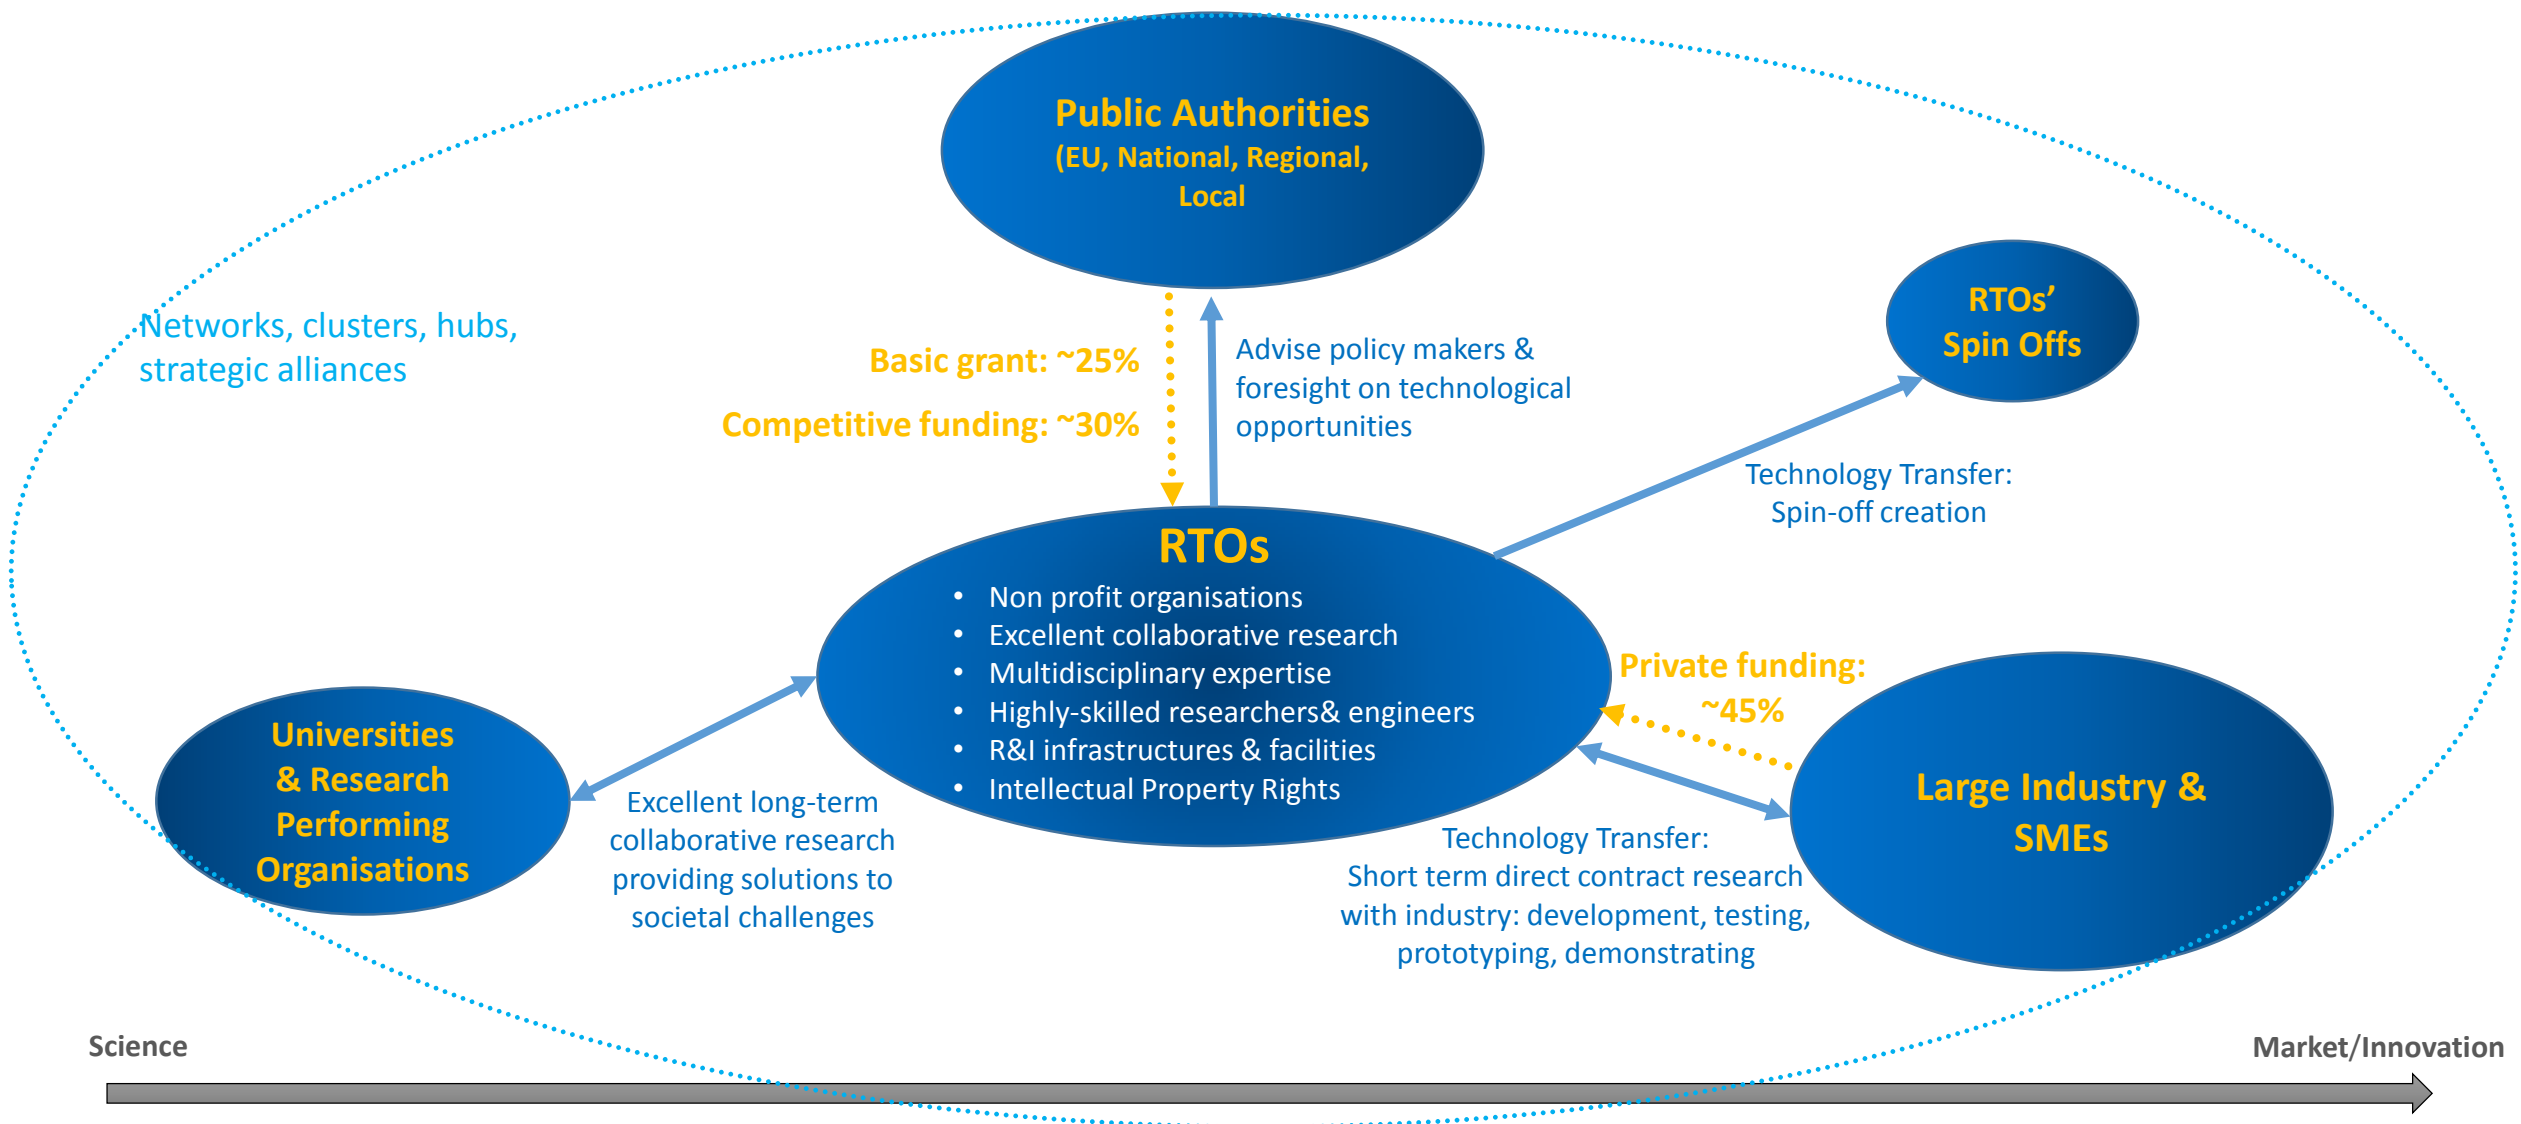 Public Authorities
(EU, National, Regional,
Local
RTOs’
Spin Offs
Networks, clusters, hubs,
strategic alliances
Basic grant: ~25%
Competitive funding: ~30%
Advise policy makers &
foresight on technological
opportunities
Technology Transfer:
Spin-off creation
RTOs
• Non profit organisations
• Excellent collaborative research
• Multidisciplinary expertise
• Highly-skilled researchers& engineers
• R&I infrastructures & facilities
• Intellectual Property Rights
Private funding:
~45%
Universities
& Research
Performing
Organisations
Excellent long-term
collaborative research
providing solutions to
societal challenges
Large Industry &
SMEs
Technology Transfer:
Short term direct contract research
with industry: development, testing,
prototyping, demonstrating
Science
Market/Innovation